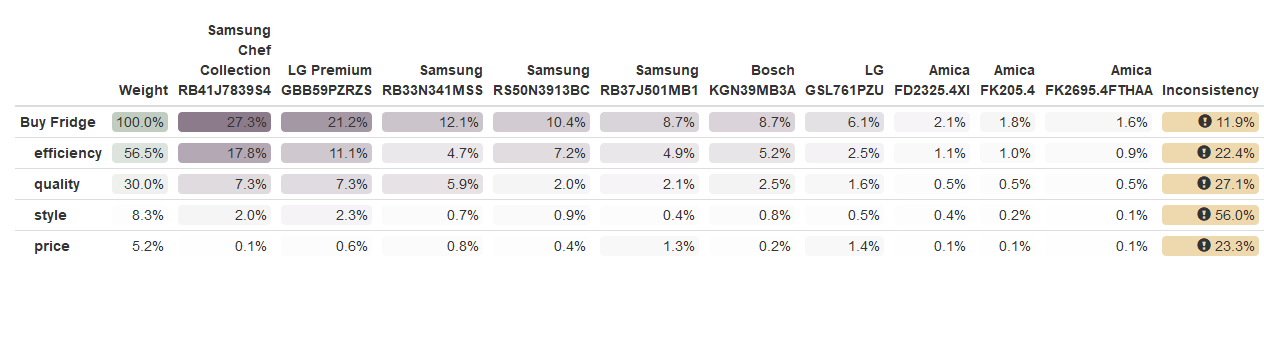 Samsung
Chef
Collection LG Premium Samsung Samsung Samsung Bosch LG Amica Amica Amica
Weight RB41J7839S4 GBB59PZRZS RB33N341MSS RS50N3913BC RB37J501MB1 KGN39MB3A GSL761PZU FD2325.4XI FK205.4 FK2695.4FTHAA Inconsistency
Buy Fridge 100.0% 27.3% 21.2% 12.1% 10.4% 8.7% 8.7% 6.1% 2.1% 1.8% 1.6% 11.9%
efficiency 56.5% 17.8% 11.1% 4.7% 7.2% 4.9% 5.2% 2.5% 1.1% 1.0% 0.9% 22.4%
quality 30.0% 7.3% 7.3% 5.9% 2.0% 2.1% 2.5% 1.6% 0.5% 0.5% 0.5% 27.1%
style 8.3% 2.0% 2.3% 0.7% 0.9% 0.4% 0.8% 0.5% 0.4% 0.2% 0.1% 56.0%
price 5.2% 0.1% 0.6% 0.8% 0.4% 1.3% 0.2% 1.4% 0.1% 0.1% 0.1% 23.3%